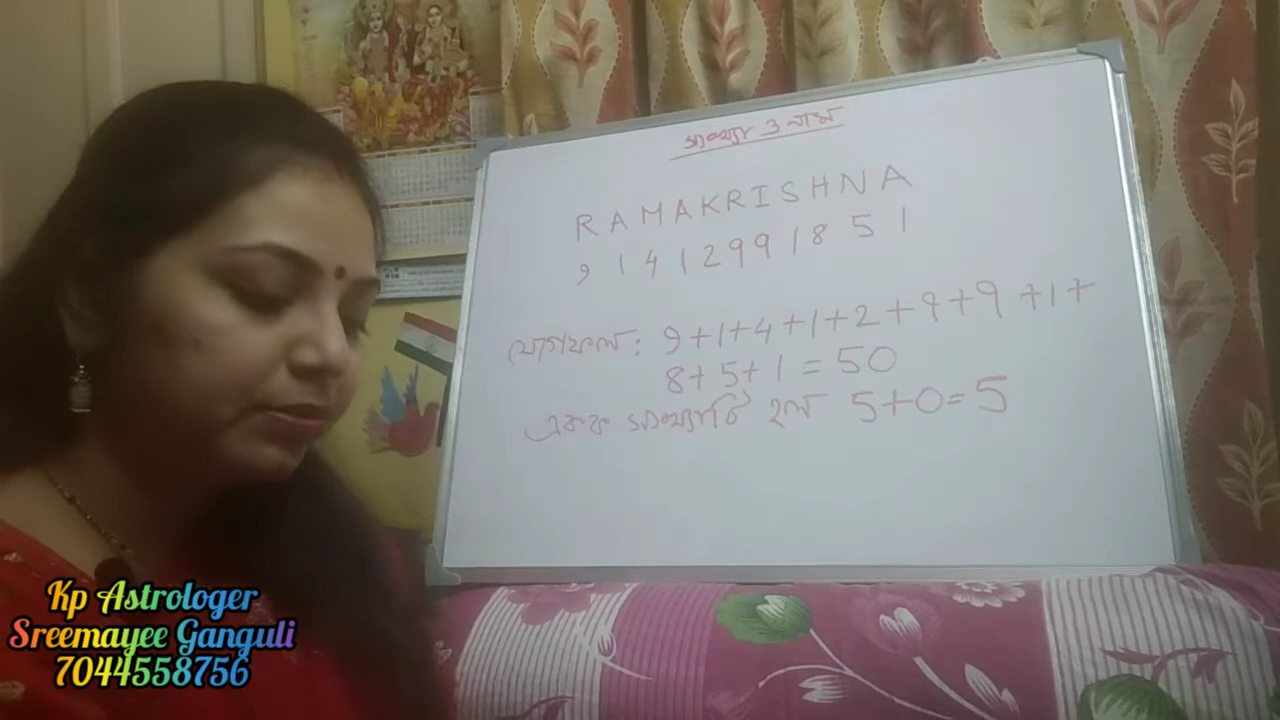 সংখ্যা ও নাম
RAMAKRISHNA
9 1 4 1 2 9 9 1 8 5 1
যোগফল: 9+1+4+1+2+9+9+1+
8+5+1=50
একক সংখ্যাটি হল 5+0=5
Kp Astrologer
Sreemayee Ganguli
7044558756